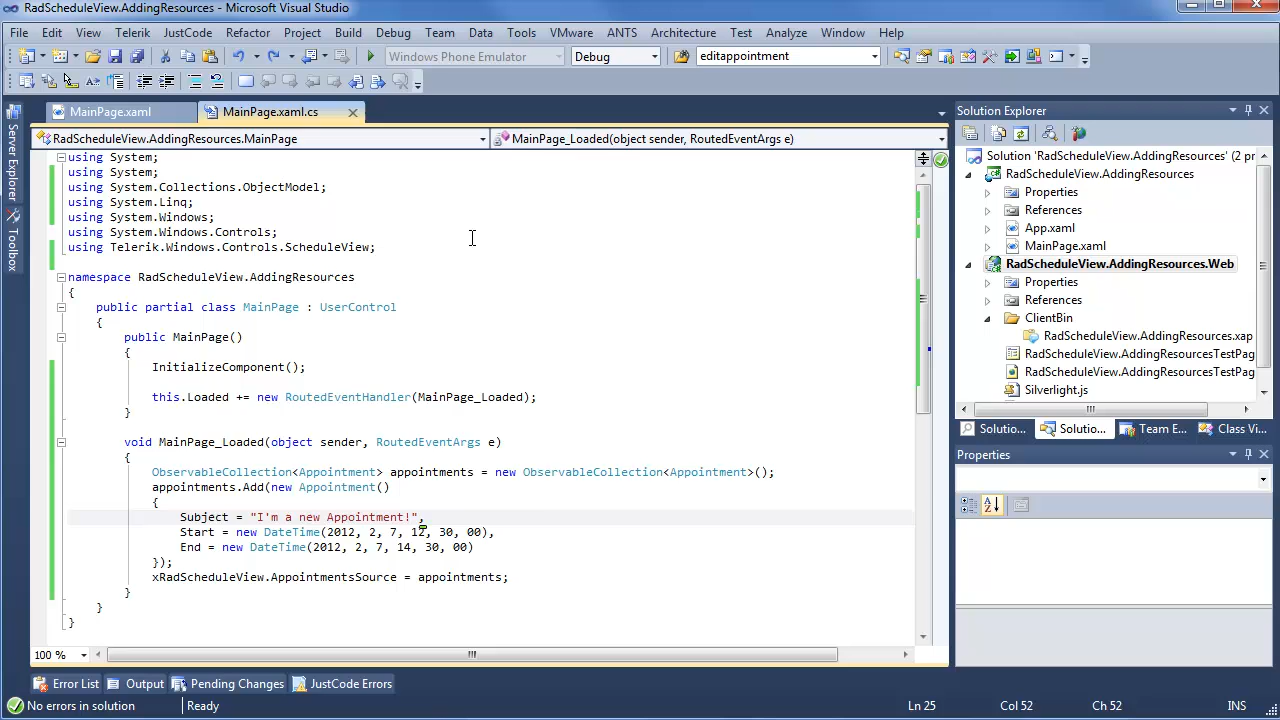 RadScheduleView.AddingResources - Microsoft Visual Studio
File Edit View Telerik JustCode Refactor Project Build Debug Team Data Tools VMware ANTS Architecture Test Analyze Window Help
Windows Phone Emulator Debug editappointment
MainPage.xaml MainPage.xaml.cs
RadScheduleView.AddingResources.MainPage MainPage_Loaded(object sender, RoutedEventArgs e)
using System;
using System;
using System.Collections.ObjectModel;
using System.Linq;
using System.Windows;
using System.Windows.Controls;
using Telerik.Windows.Controls.ScheduleView;
namespace RadScheduleView.AddingResources
{
public partial class MainPage : UserControl
{
public MainPage()
{
InitializeComponent();
this.Loaded += new RoutedEventHandler(MainPage_Loaded);
}
void MainPage_Loaded(object sender, RoutedEventArgs e)
{
ObservableCollection<Appointment> appointments = new ObservableCollection<Appointment>();
appointments.Add(new Appointment()
{
Subject = "I'm a new Appointment!",
Start = new DateTime(2012, 2, 7, 12, 30, 00),
End = new DateTime(2012, 2, 7, 14, 30, 00)
});
xRadScheduleView.AppointmentsSource = appointments;
}
}
}
100 %
Server Explorer
Toolbox
Solution Explorer
Solution 'RadScheduleView.AddingResources' (2 pr
RadScheduleView.AddingResources
Properties
References
App.xaml
MainPage.xaml
RadScheduleView.AddingResources.Web
Properties
References
ClientBin
RadScheduleView.AddingResources.xap
RadScheduleView.AddingResourcesTestPag
RadScheduleView.AddingResourcesTestPag
Silverlight.js
Solutio... Solutio... Team E... Class Vi...
Properties
Error List Output Pending Changes JustCode Errors
No errors in solution Ready Ln 25 Col 52 Ch 52 INS